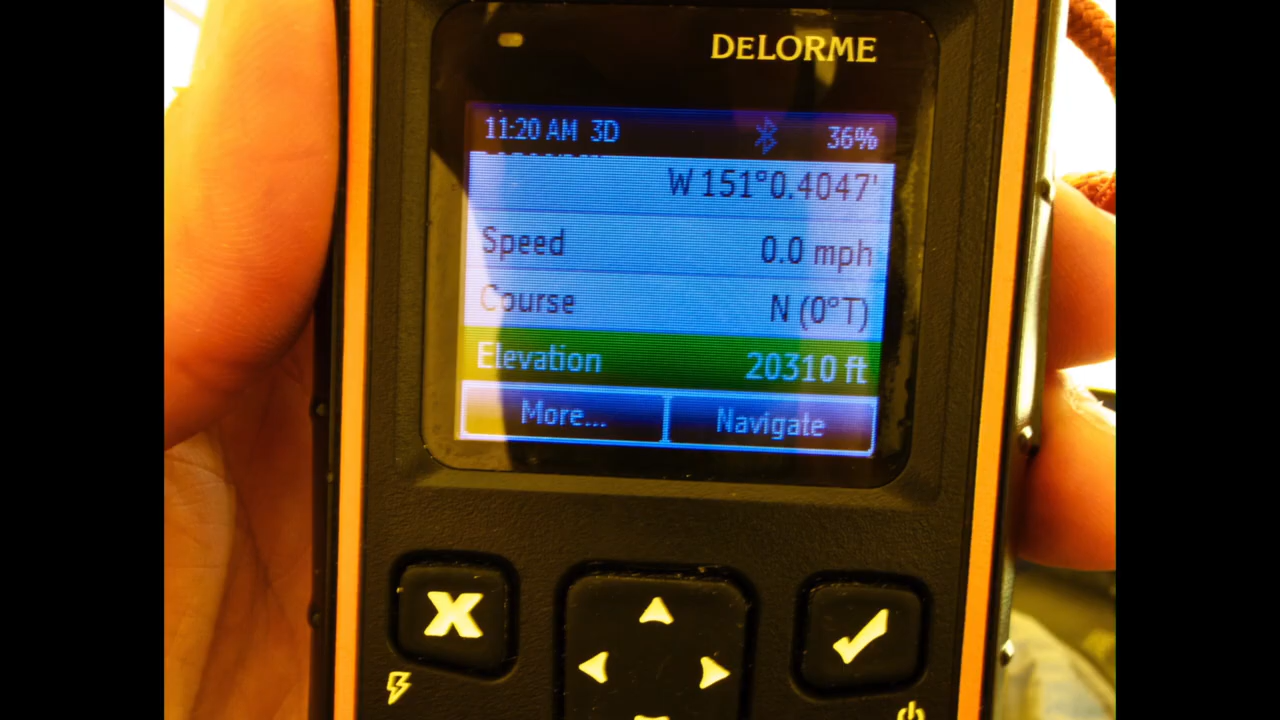 DELORME
11:20 AM 3D 36%
W 151°0.4047'
Speed 0.0 mph
Course N (0°T)
Elevation 20310 ft
More... Navigate